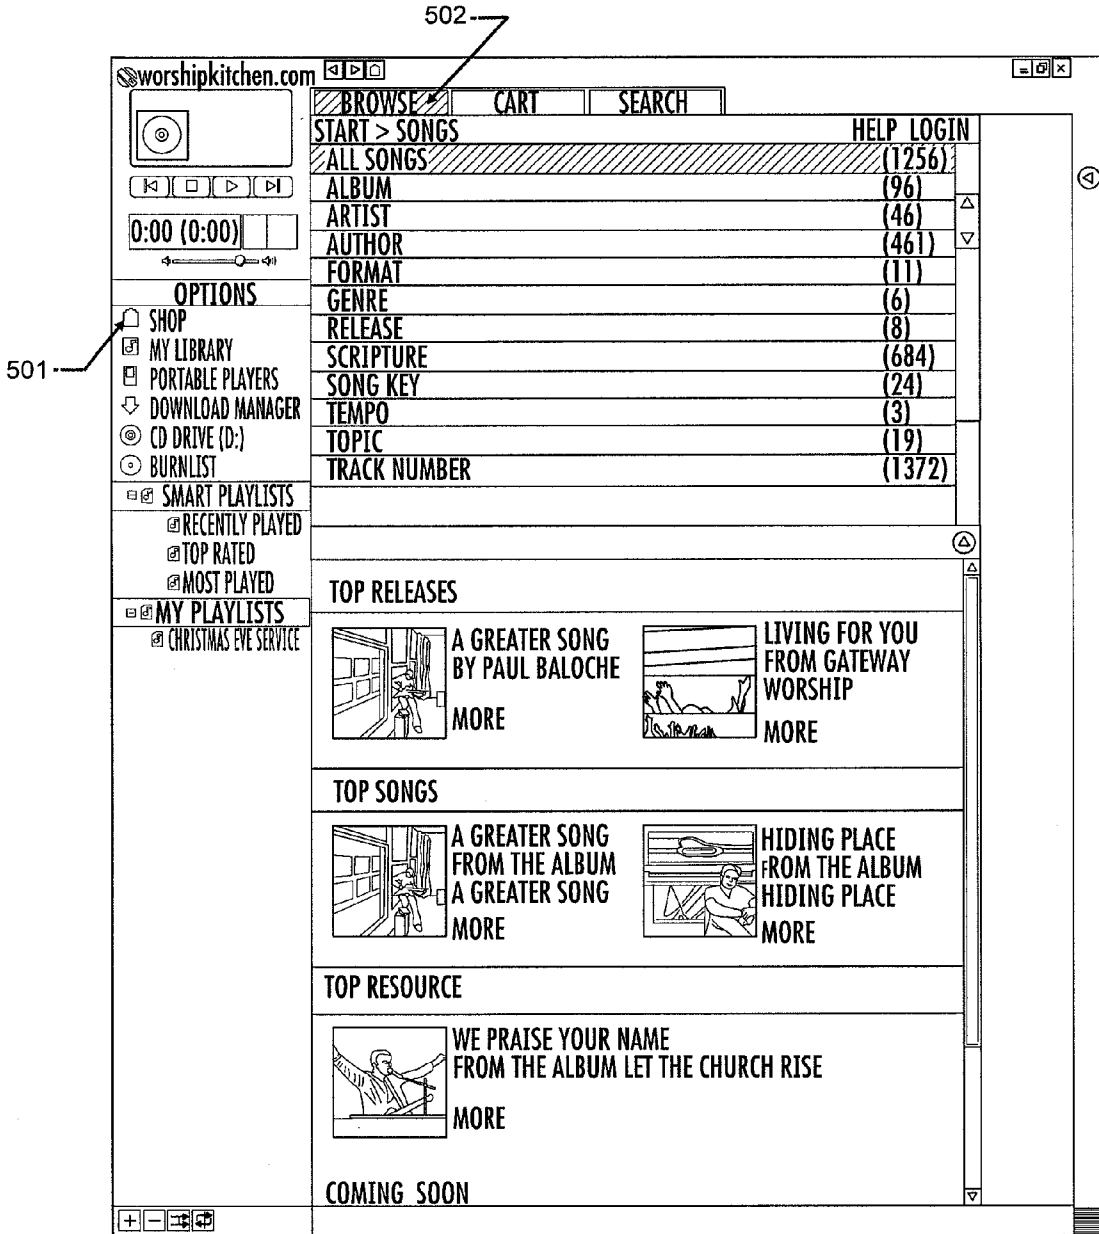 502
worshipkitchen.com
BROWSE CART SEARCH
START > SONGS HELP LOGIN
ALL SONGS (1256)
ALBUM (96)
ARTIST (46)
AUTHOR (461)
FORMAT (11)
GENRE (6)
RELEASE (8)
SCRIPTURE (684)
SONG KEY (24)
TEMPO (3)
TOPIC (19)
TRACK NUMBER (1372)
0:00 (0:00)
OPTIONS
SHOP
501
MY LIBRARY
PORTABLE PLAYERS
DOWNLOAD MANAGER
CD DRIVE (D:)
BURNLIST
SMART PLAYLISTS
RECENTLY PLAYED
TOP RATED
MOST PLAYED
MY PLAYLISTS
CHRISTMAS EVE SERVICE
TOP RELEASES
A GREATER SONG
BY PAUL BALOCHE
MORE
LIVING FOR YOU
FROM GATEWAY
WORSHIP
MORE
TOP SONGS
A GREATER SONG
FROM THE ALBUM
A GREATER SONG
MORE
HIDING PLACE
FROM THE ALBUM
HIDING PLACE
MORE
TOP RESOURCE
WE PRAISE YOUR NAME
FROM THE ALBUM LET THE CHURCH RISE
MORE
COMING SOON